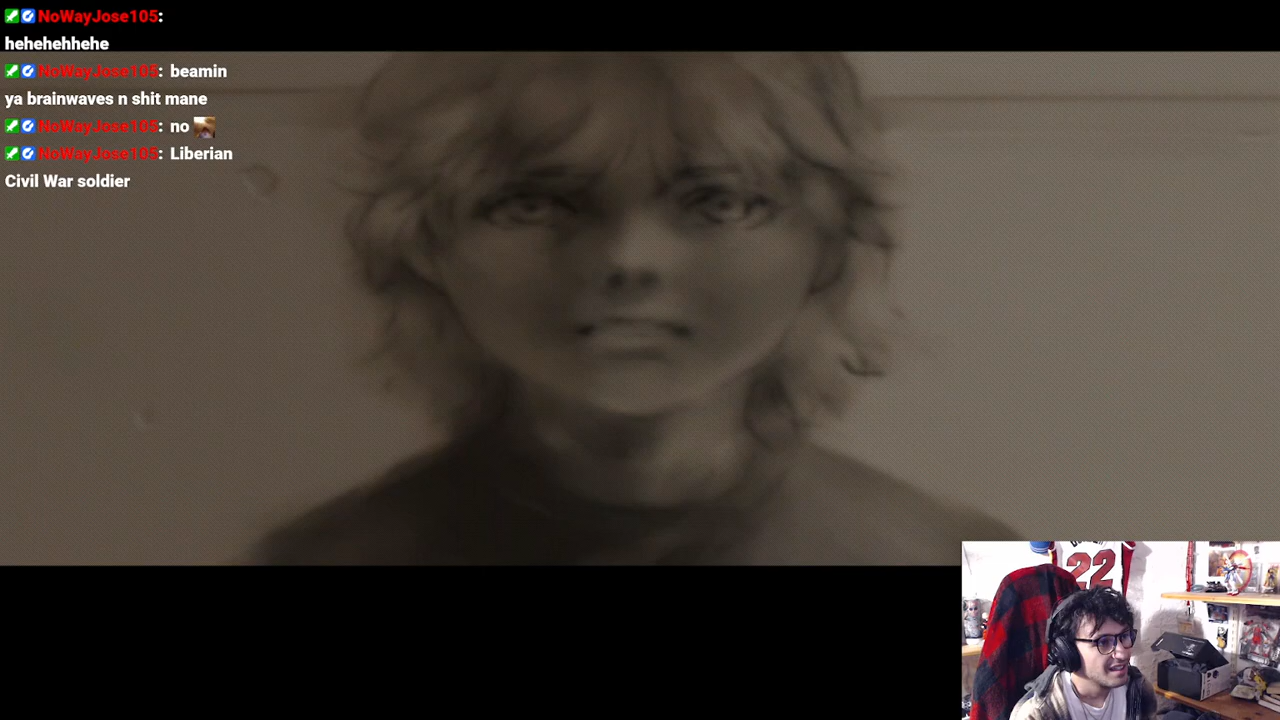 NoWayJose105:
hehehehhehe
NoWayJose105: beamin
ya brainwaves n shit mane
NoWayJose105: no
NoWayJose105: Liberian
Civil War soldier
22